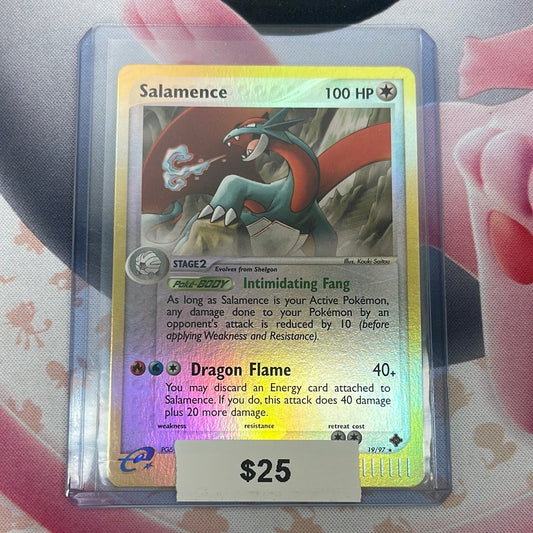 Salamence 100 HP
Illus. Kouki Saitou
STAGE2 Evolves from Shelgon
Poké-BODY Intimidating Fang
As long as Salamence is your Active Pokémon,
any damage done to your Pokémon by an
opponent's attack is reduced by 10 (before
applying Weakness and Resistance).
Dragon Flame 40+
You may discard an Energy card attached to
Salamence. If you do, this attack does 40 damage
plus 20 more damage.
weakness resistance retreat cost
19/97 ★
$25